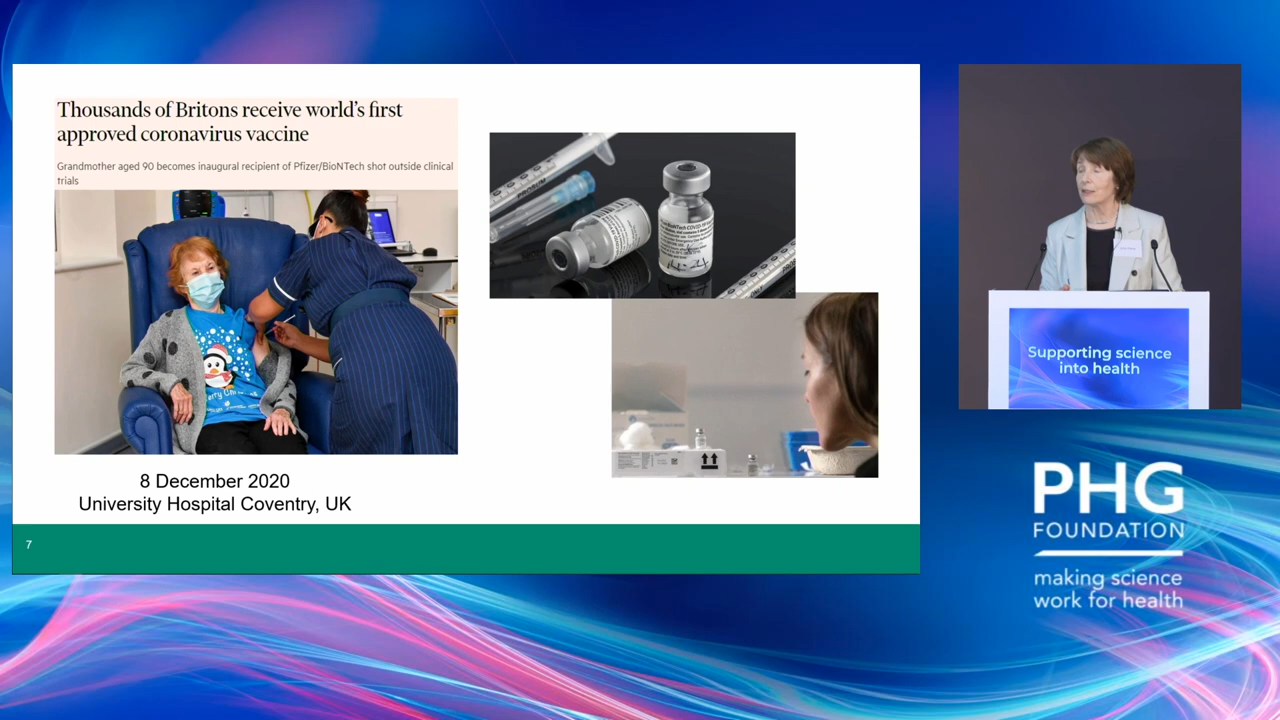 Thousands of Britons receive world's first
approved coronavirus vaccine
Grandmother aged 90 becomes inaugural recipient of Pfizer/BioNTech shot outside clinical
trials
8 December 2020
University Hospital Coventry, UK
7
Supporting science
into health
PHG
FOUNDATION
making science
work for health